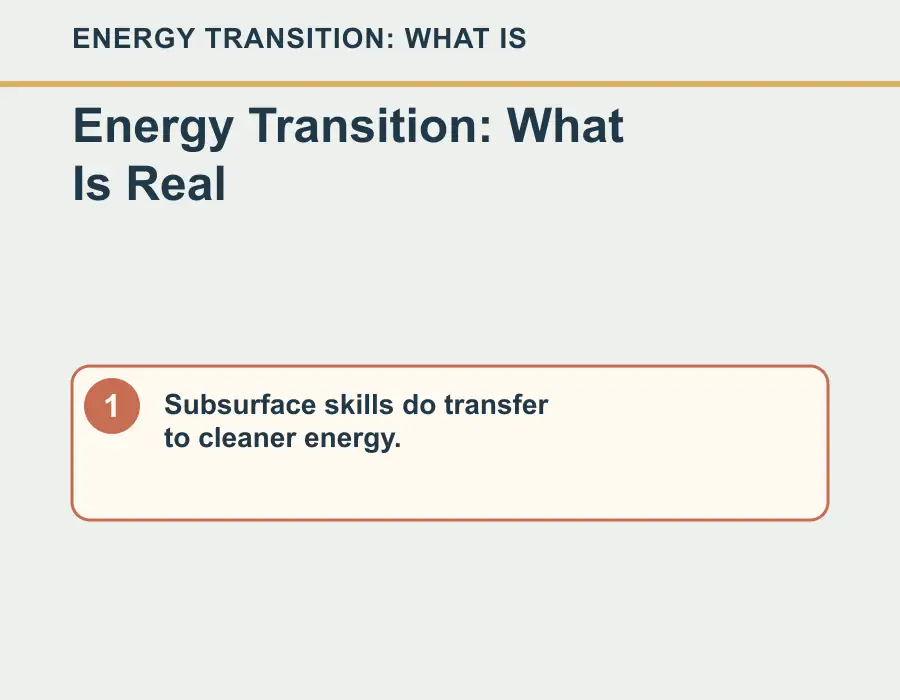 ENERGY TRANSITION: WHAT IS
Energy Transition: What
Is Real
1
Subsurface skills do transfer
to cleaner energy.